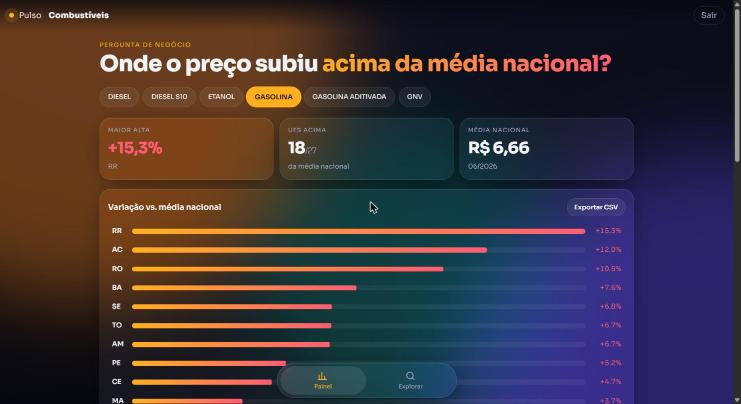 Pulso Combustíveis
Sair
PERGUNTA DE NEGÓCIO
Onde o preço subiu acima da média nacional?
DIESEL DIESEL S10 ETANOL GASOLINA GASOLINA ADITIVADA GNV
MAIOR ALTA
+15,3%
RR
UFS ACIMA
18/27
da média nacional
MÉDIA NACIONAL
R$ 6,66
06/2026
Variação vs. média nacional
Exportar CSV
RR +15.3%
AC +12.0%
RO +10.5%
BA +7.6%
SE +6.8%
TO +6.7%
AM +6.7%
PE +5.2%
CE +4.7%
MA +3.7%
Painel
Explorar